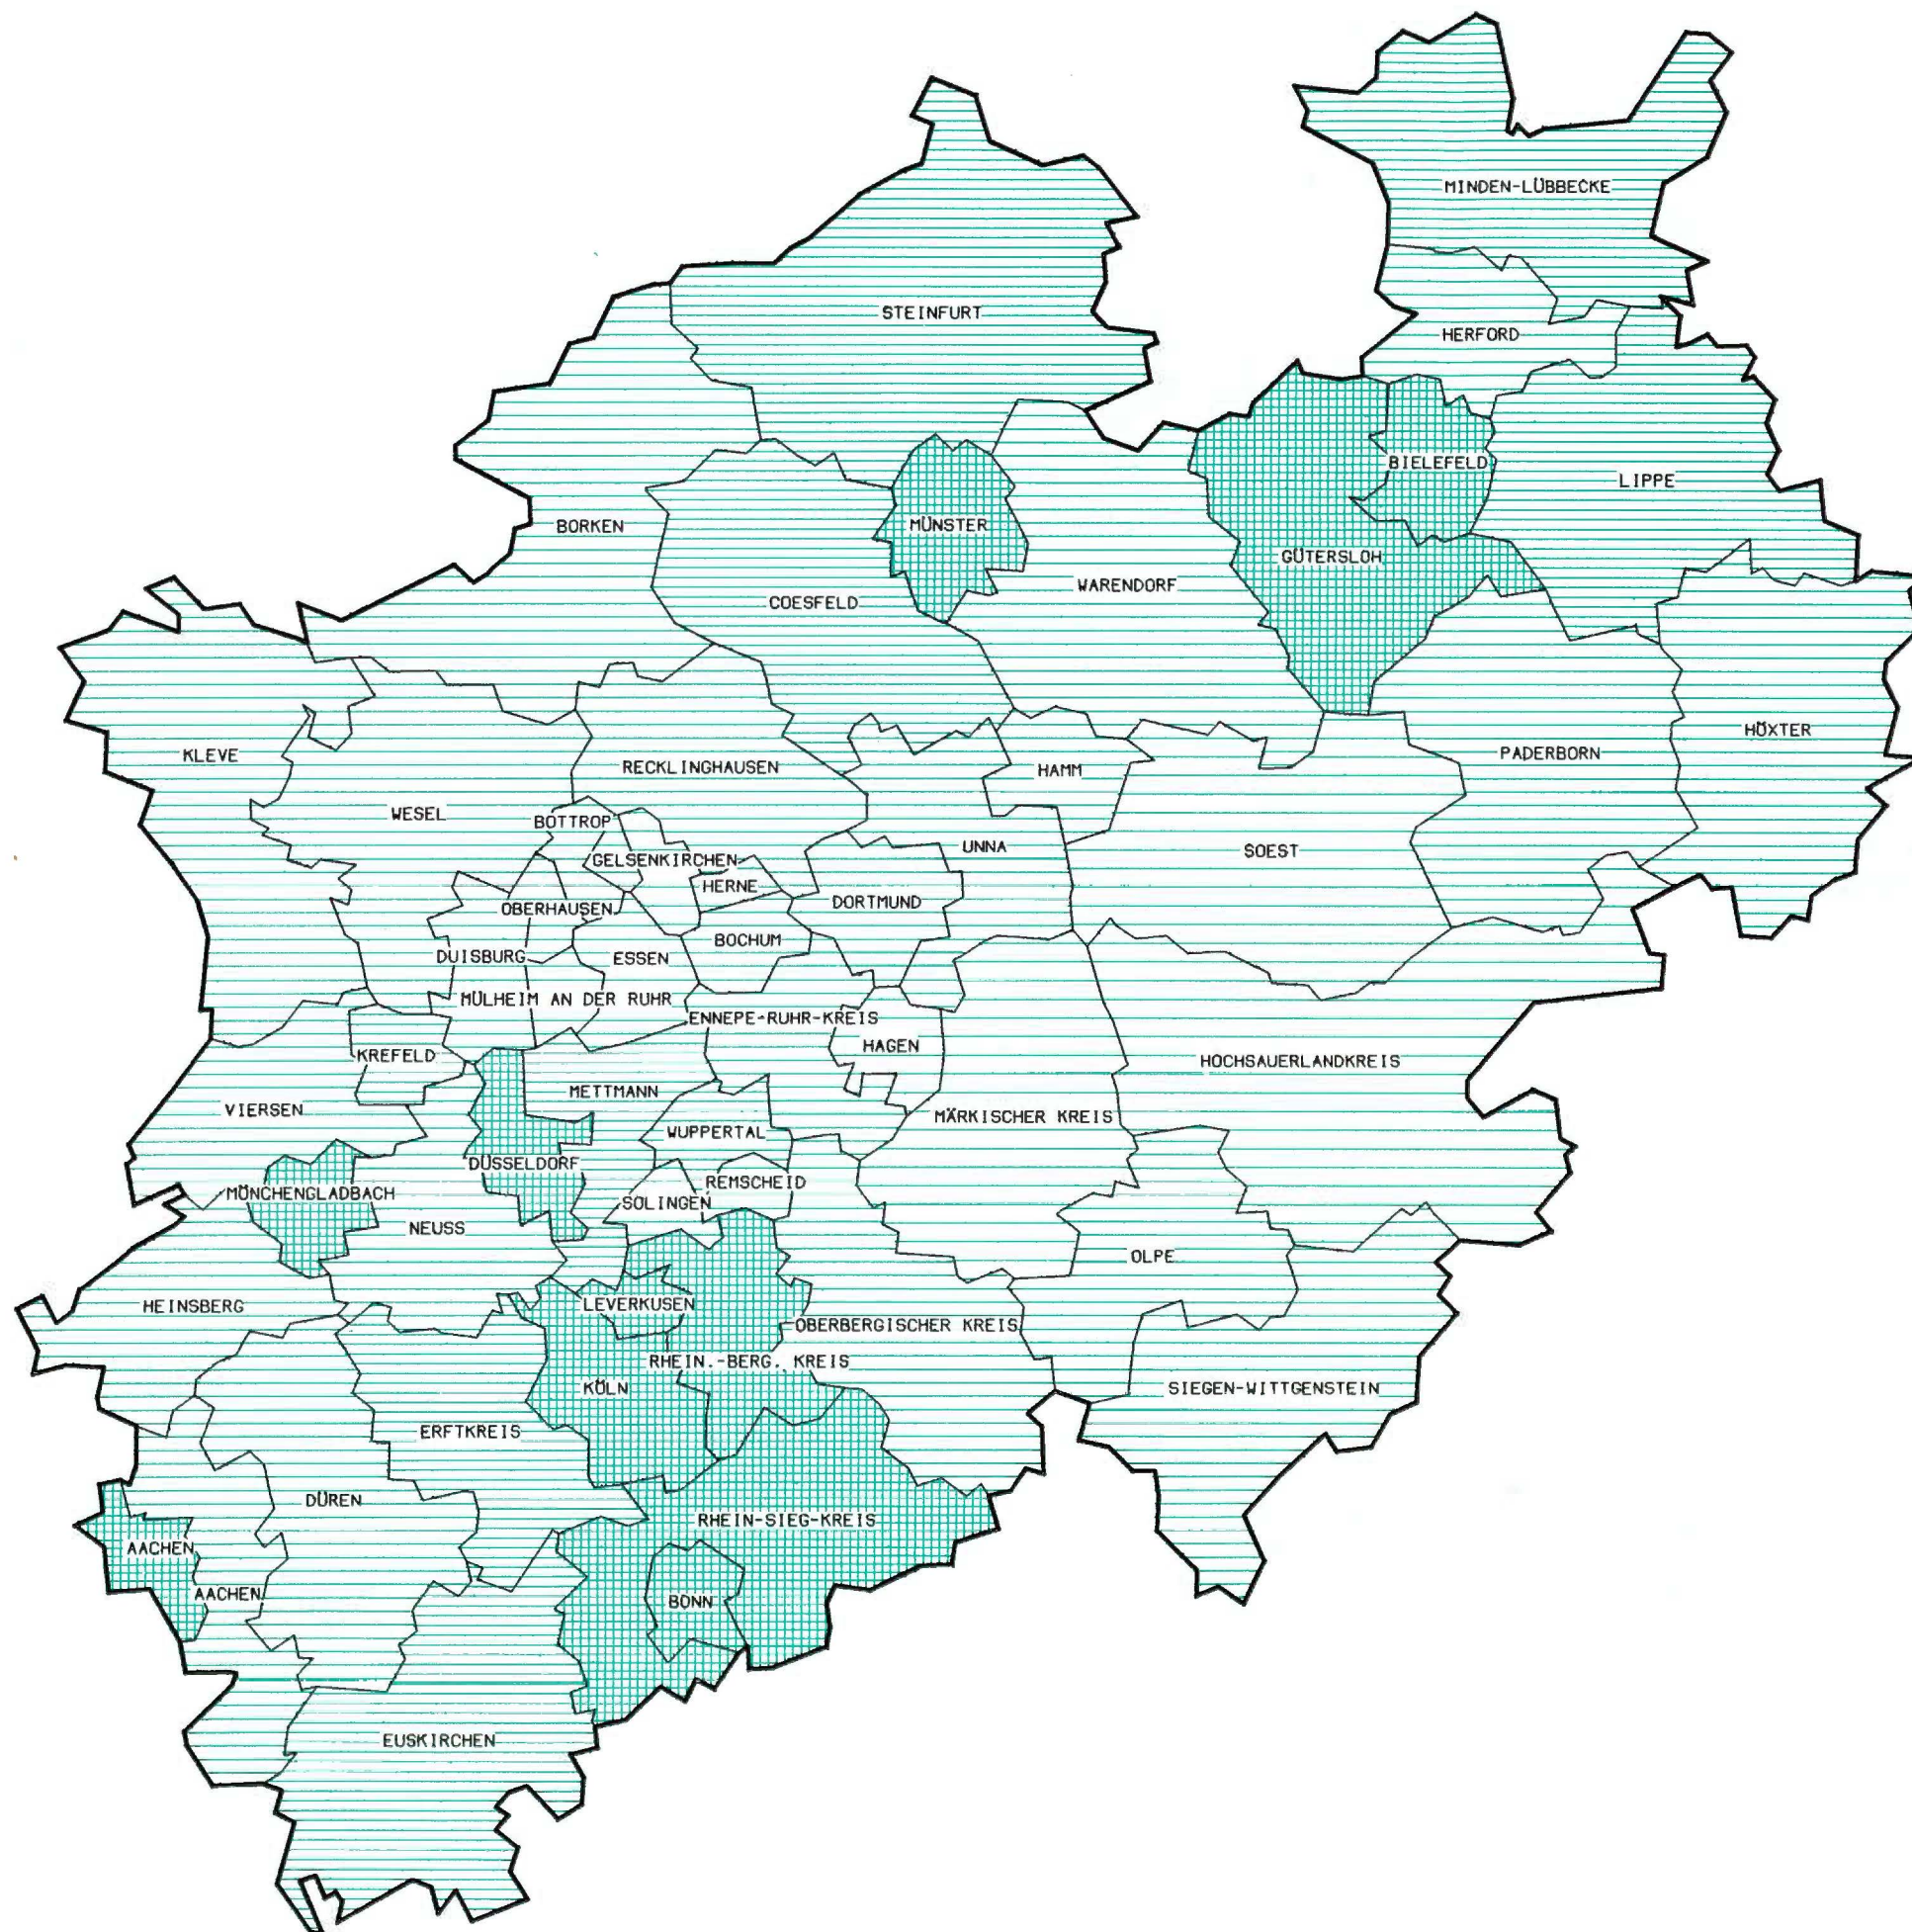 MINDEN-LÜBBECKE
STEINFURT
HERFORD
BIELEFELD
LIPPE
BORKEN
MÜNSTER
GÜTERSLOH
WARENDORF
COESFELD
HÖXTER
PADERBORN
KLEVE
RECKLINGHAUSEN
HAMM
WESEL
BOTTROP
UNNA
SOEST
GELSENKIRCHEN
HERNE
DORTMUND
OBERHAUSEN
BOCHUM
DUISBURG
ESSEN
MÜLHEIM AN DER RUHR
ENNEPE-RUHR-KREIS
HAGEN
KREFELD
HOCHSAUERLANDKREIS
METTMANN
VIERSEN
MÄRKISCHER KREIS
WUPPERTAL
DÜSSELDORF
REMSCHEID
MÖNCHENGLADBACH
SOLINGEN
NEUSS
OLPE
LEVERKUSEN
HEINSBERG
OBERBERGISCHER KREIS
RHEIN.-BERG. KREIS
KÖLN
SIEGEN-WITTGENSTEIN
ERFTKREIS
DÜREN
RHEIN-SIEG-KREIS
AACHEN
AACHEN
BONN
EUSKIRCHEN